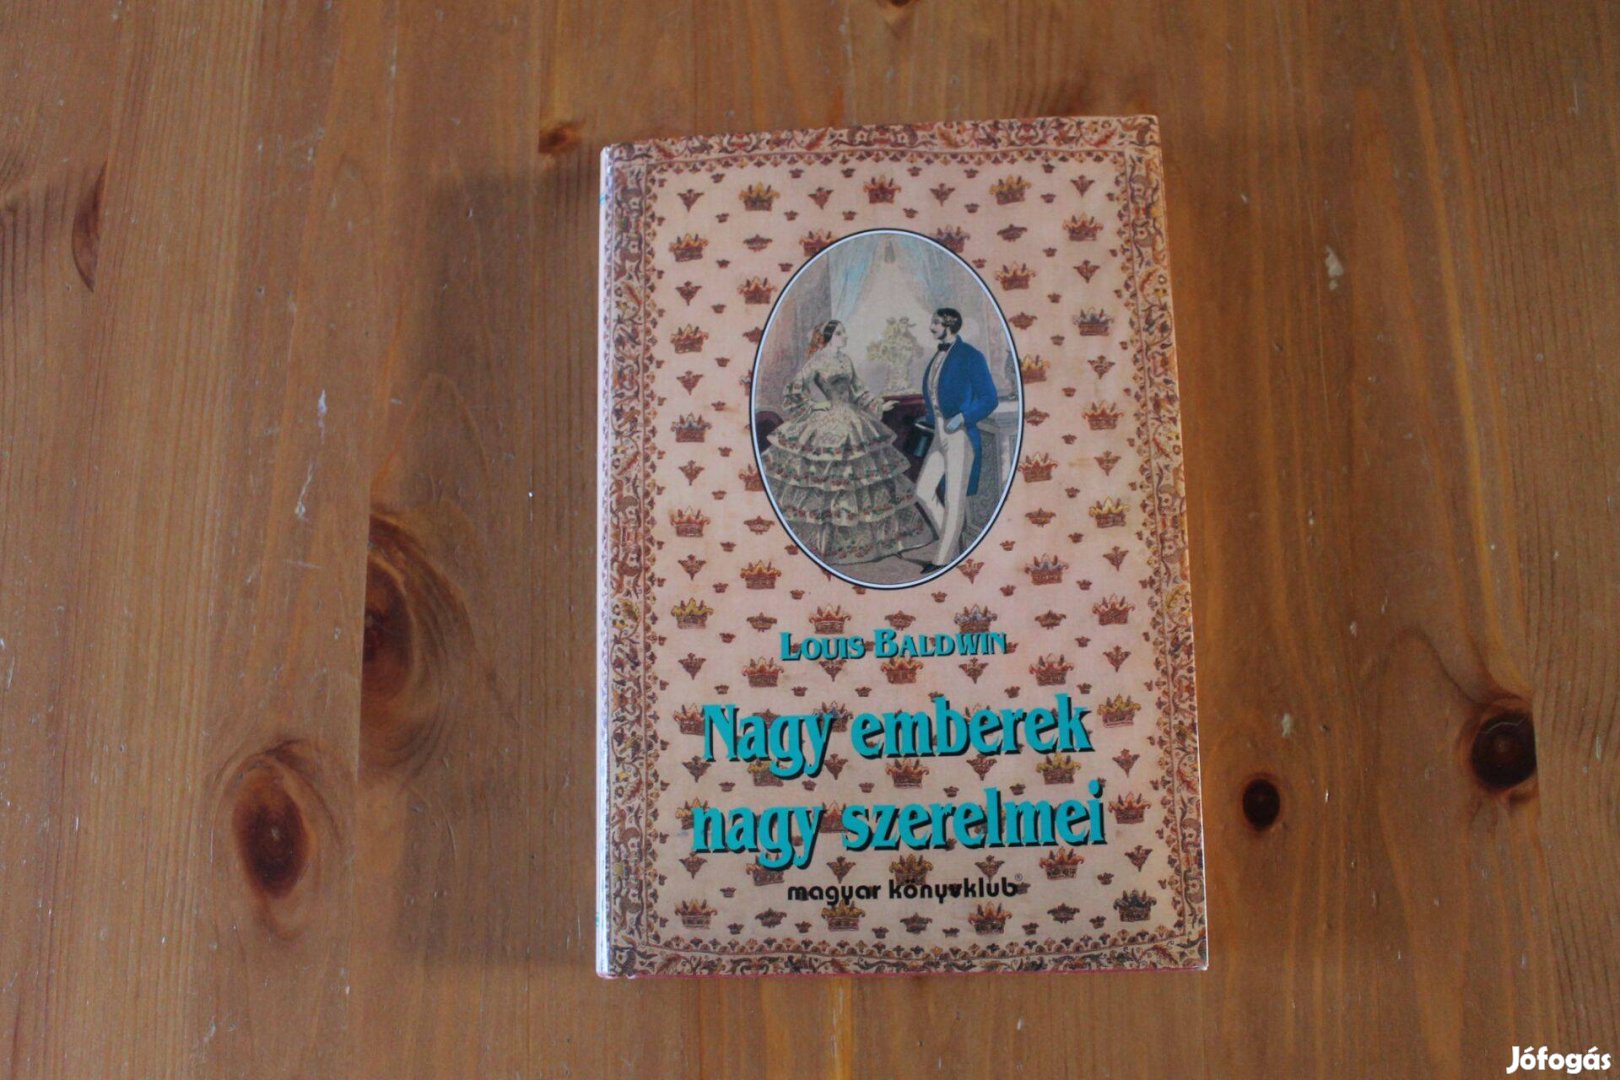 Louis Baldwin
Nagy emberek
nagy szerelmei
magyar könyvklub®
Jófogás